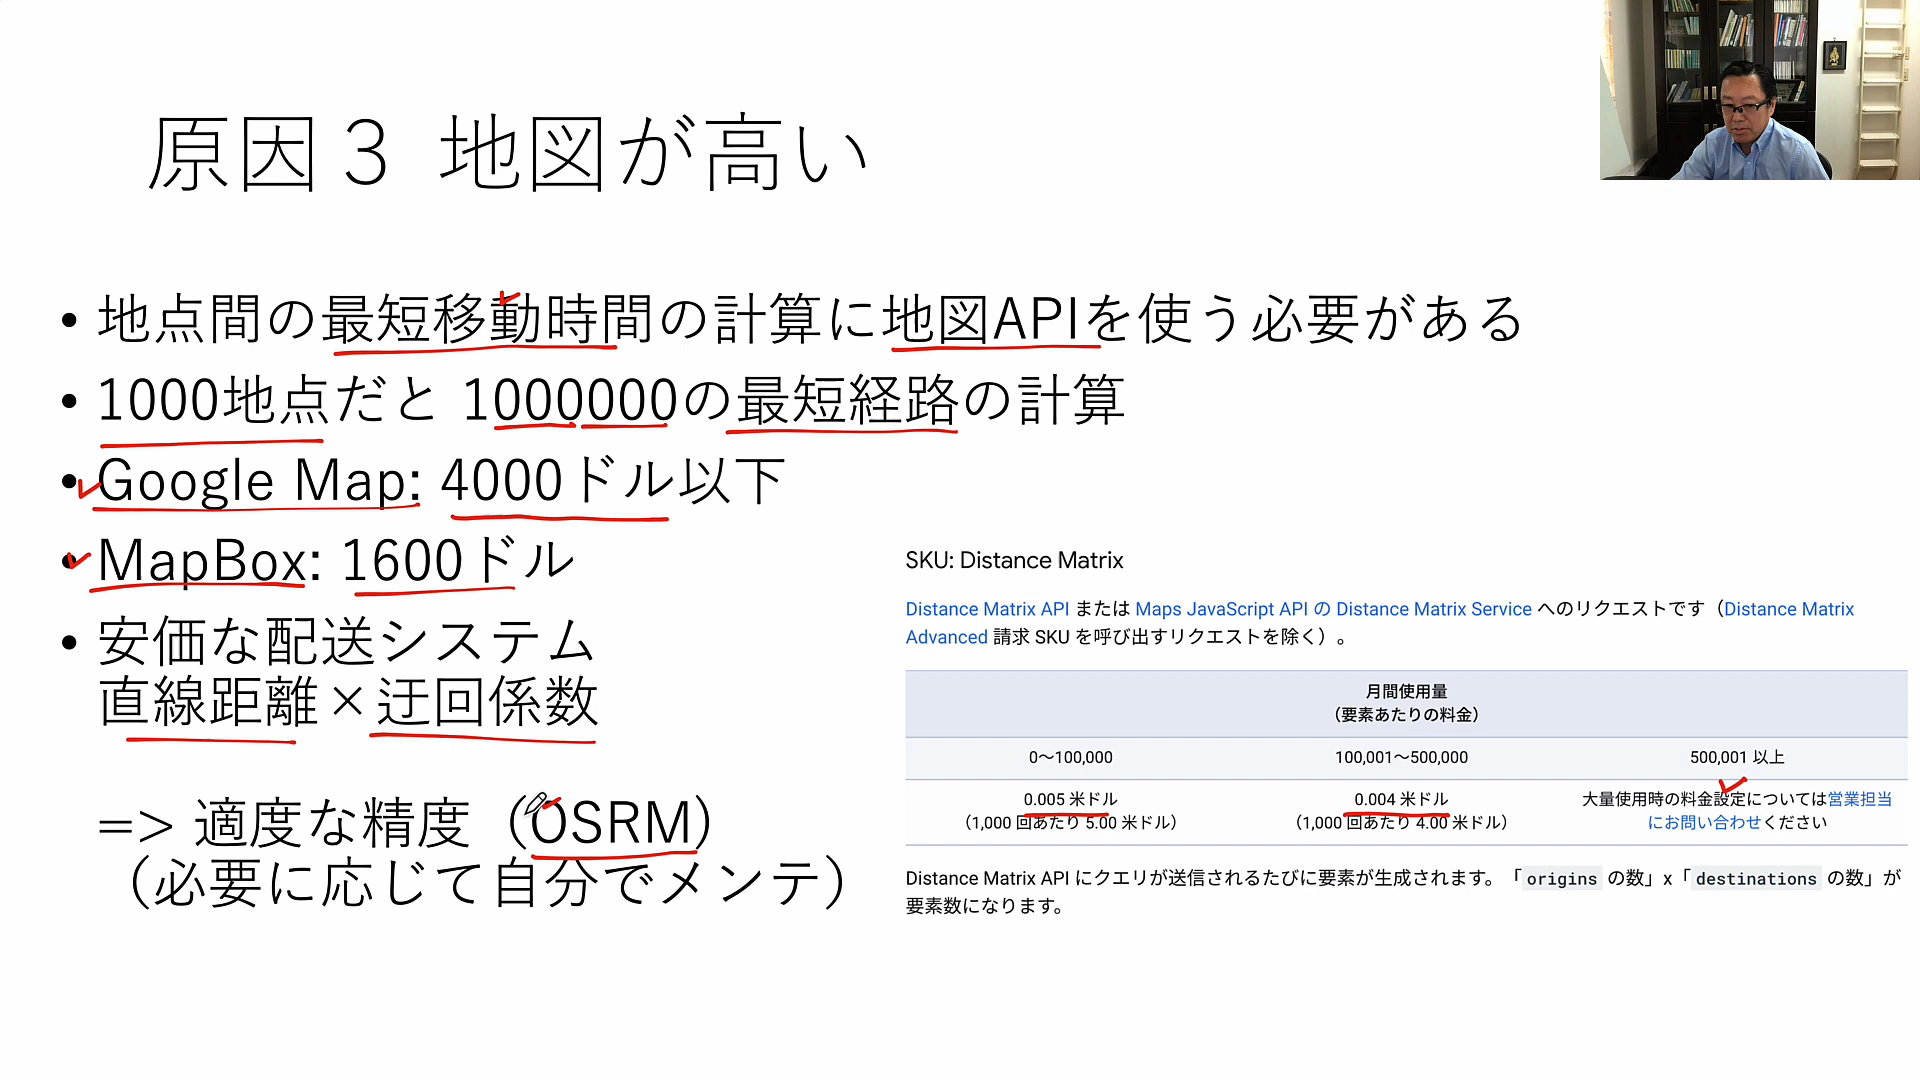 原因３ 地図が高い
• 地点間の最短移動時間の計算に地図APIを使う必要がある
• 1000地点だと 1000000の最短経路の計算
• Google Map: 4000ドル以下
• MapBox: 1600ドル
• 安価な配送システム
直線距離×迂回係数
=> 適度な精度（OSRM）
（必要に応じて自分でメンテ）
SKU: Distance Matrix
Distance Matrix API または Maps JavaScript API の Distance Matrix Service へのリクエストです（Distance Matrix
Advanced 請求 SKU を呼び出すリクエストを除く）。
月間使用量
（要素あたりの料金）
0～100,000 100,001～500,000 500,001 以上
0.005 米ドル 0.004 米ドル 大量使用時の料金設定については営業担当
（1,000 回あたり 5.00 米ドル） （1,000 回あたり 4.00 米ドル） にお問い合わせください
Distance Matrix API にクエリが送信されるたびに要素が生成されます。「origins の数」x「destinations の数」が
要素数になります。